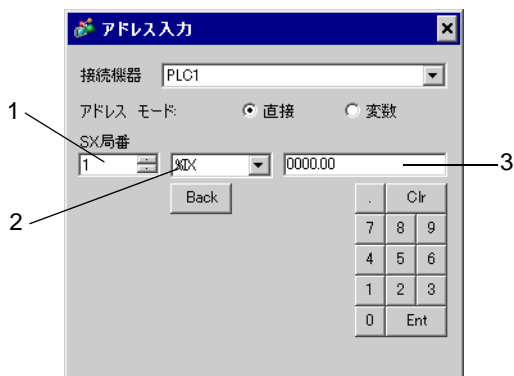 アドレス入力
接続機器 PLC1
アドレス モード: 直接 変数
1
SX局番
1 %IX 0000.00
3
Back . Clr
2
7 8 9
4 5 6
1 2 3
0 Ent